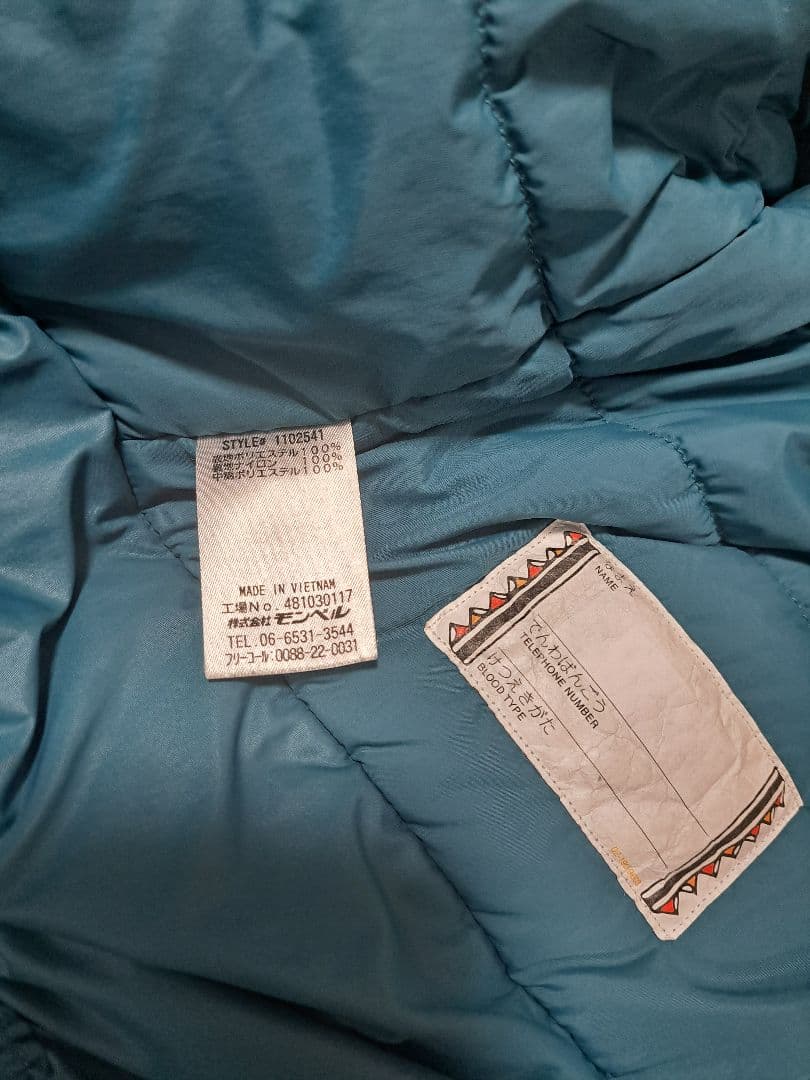 STYLE# 1102541
表地ポリエステル100%
裏地ナイロン100%
中綿ポリエステル100%
MADE IN VIETNAM
工場No. 481030117
株式会社 モンベル
TEL 06-6531-3544
フリーコール:0088-22-0031
なまえ
NAME
でんわばんごう
TELEPHONE NUMBER
けつえきがた
BLOOD TYPE